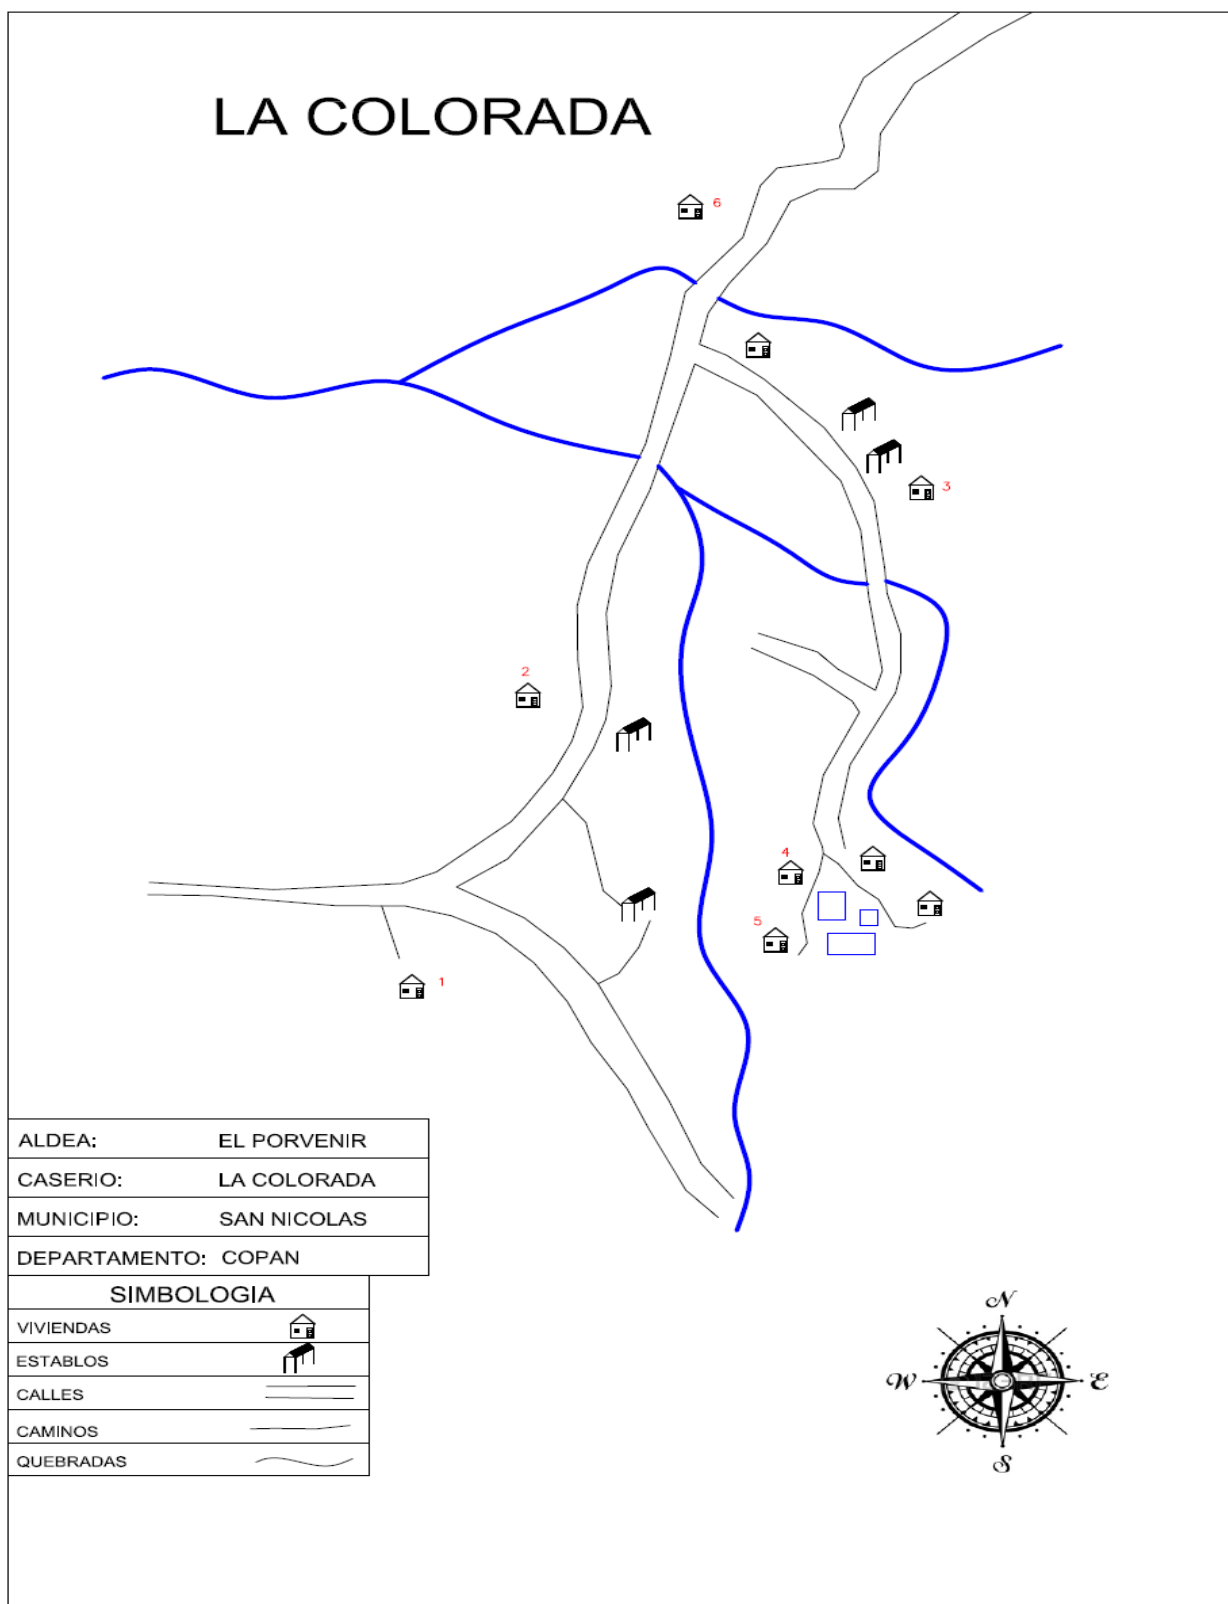 LA COLORADA
6
3
2
4
5
1
ALDEA: EL PORVENIR
CASERIO: LA COLORADA
MUNICIPIO: SAN NICOLAS
DEPARTAMENTO: COPAN
SIMBOLOGIA
VIVIENDAS
ESTABLOS
CALLES
CAMINOS
QUEBRADAS
N
W E
S